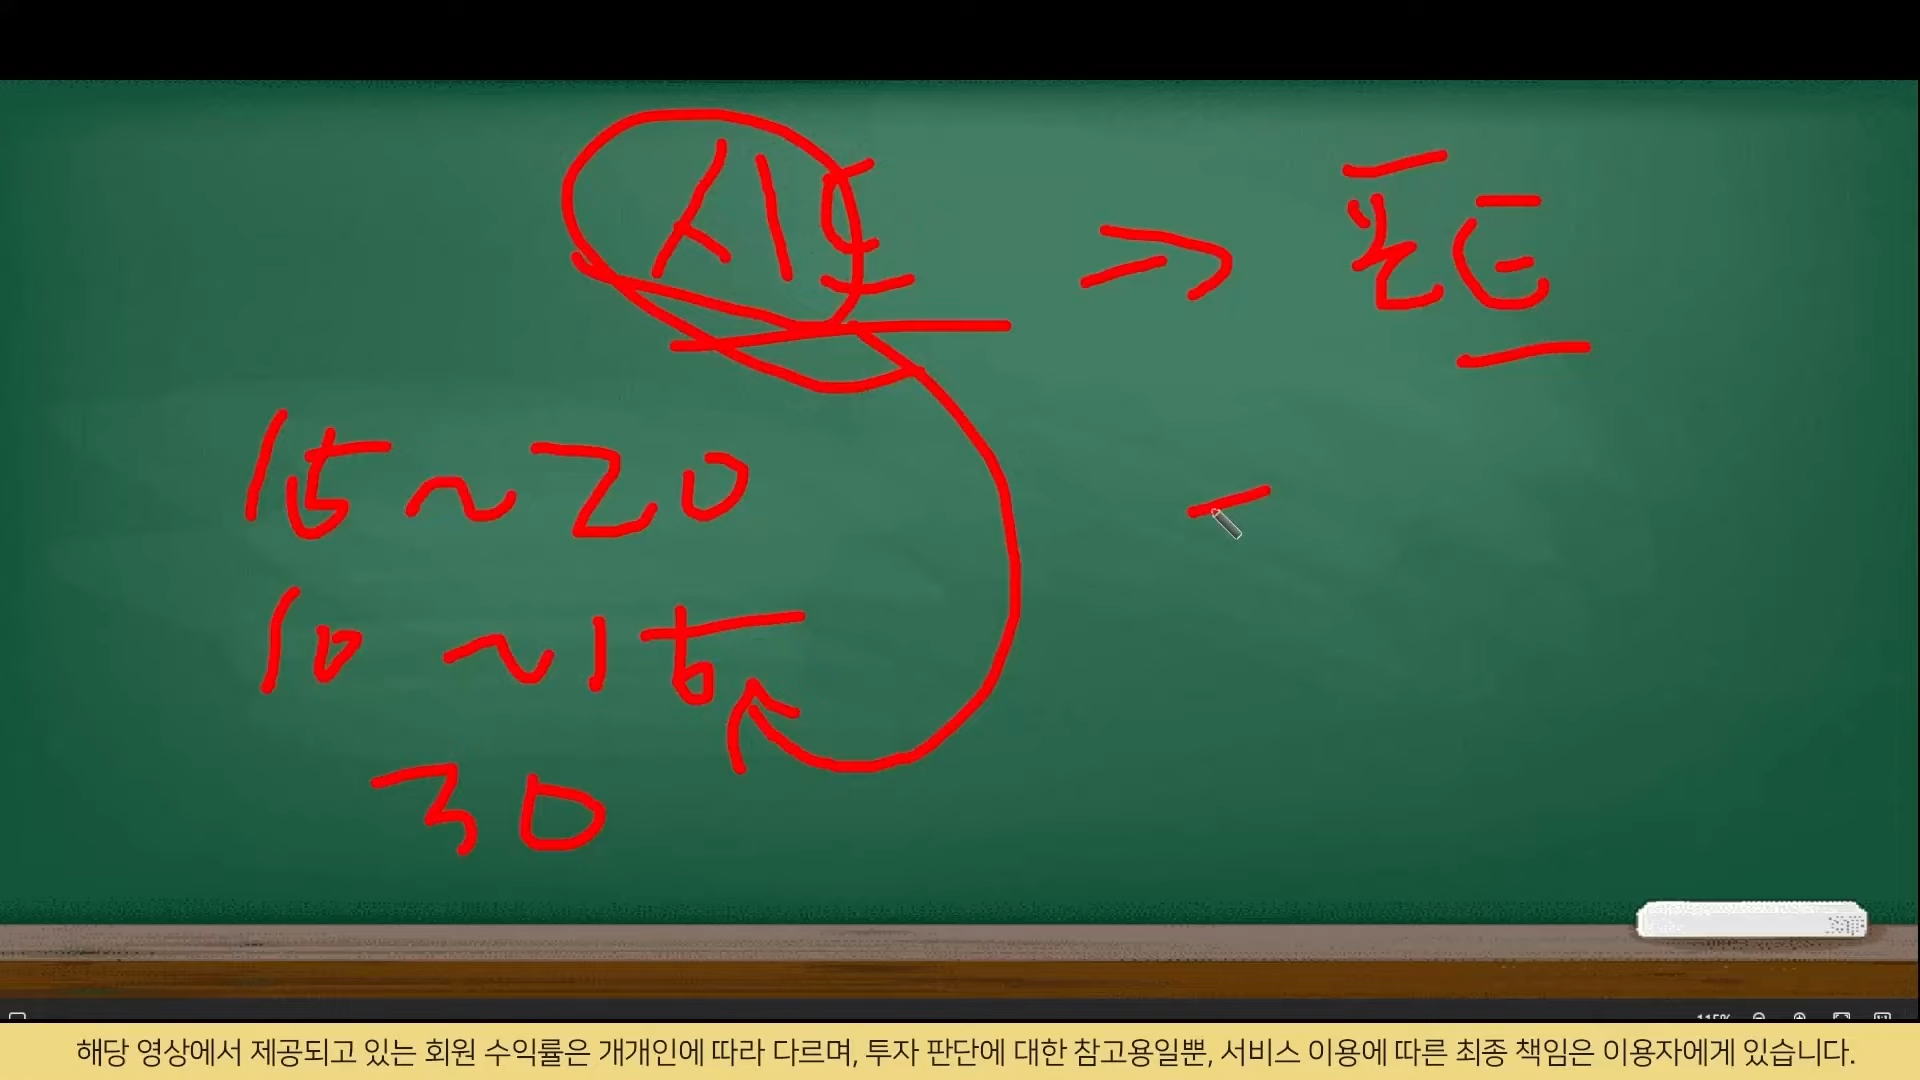 시드
15~20
10~15
30
해당 영상에서 제공되고 있는 회원 수익률은 개개인에 따라 다르며, 투자 판단에 대한 참고용일뿐, 서비스 이용에 따른 최종 책임은 이용자에게 있습니다.